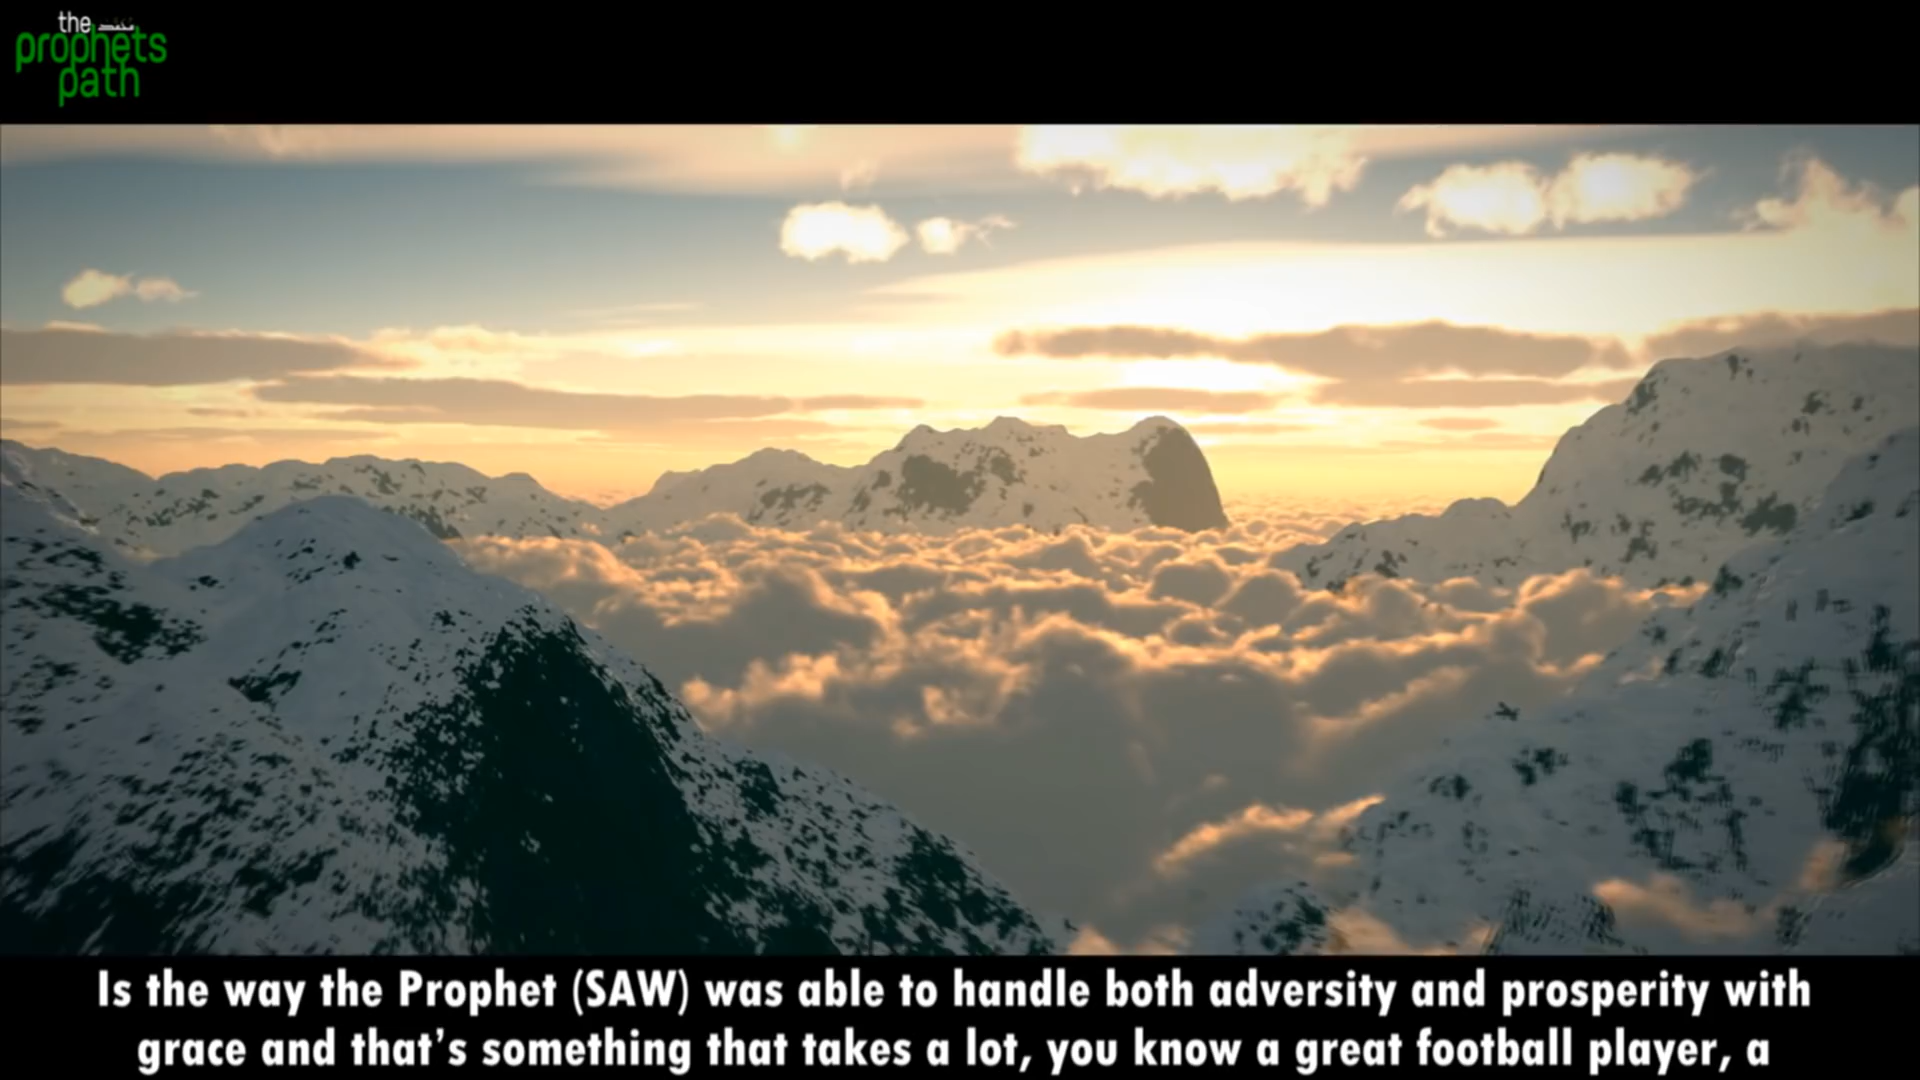 the
prophets
path
Is the way the Prophet (SAW) was able to handle both adversity and prosperity with
grace and that's something that takes a lot, you know a great football player, a